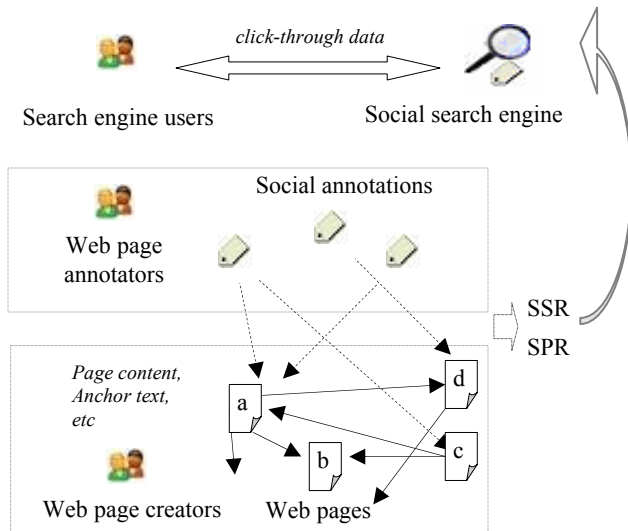 click-through data
Search engine users
Social search engine
Social annotations
Web page
annotators
SSR
SPR
Page content,
Anchor text,
etc
a
d
b
c
Web page creators
Web pages